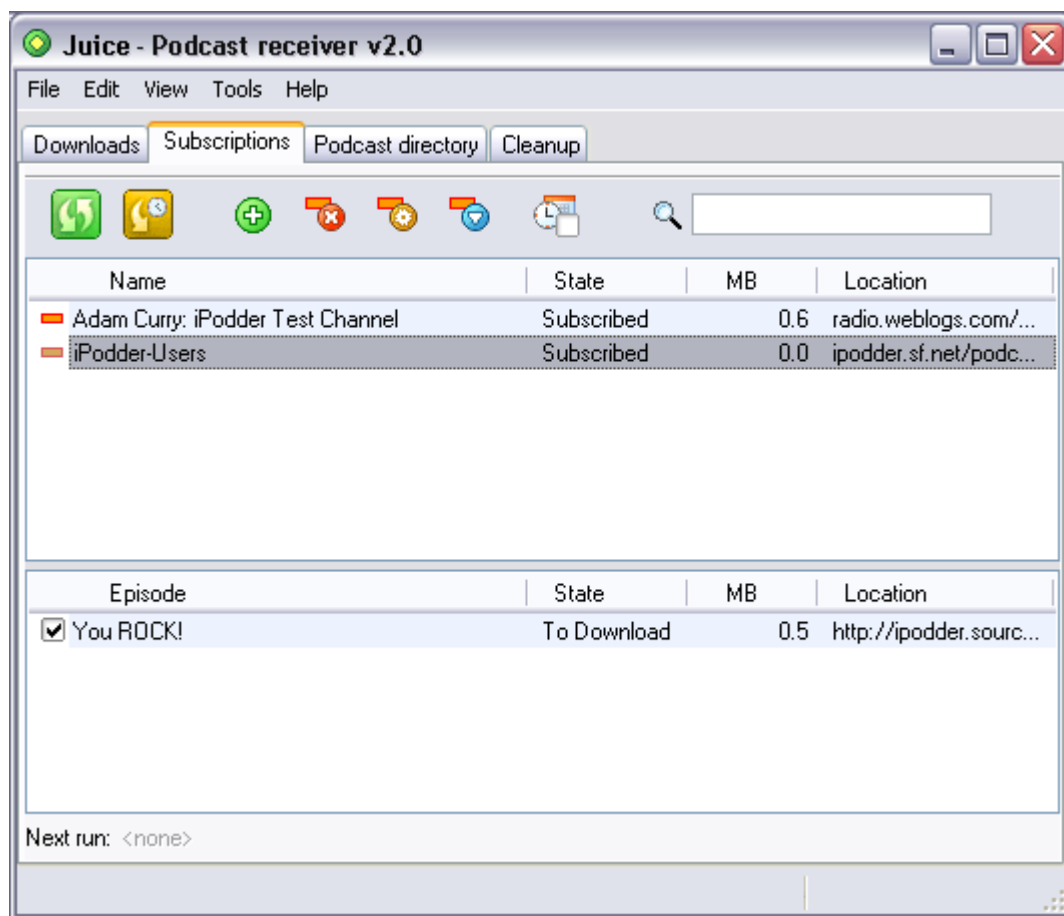 Juice - Podcast receiver v2.0
File Edit View Tools Help
Downloads Subscriptions Podcast directory Cleanup
Name State MB Location
Adam Curry: iPodder Test Channel Subscribed 0.6 radio.weblogs.com/...
iPodder-Users Subscribed 0.0 ipodder.sf.net/podc...
Episode State MB Location
You ROCK! To Download 0.5 http://ipodder.sourc...
Next run: <none>